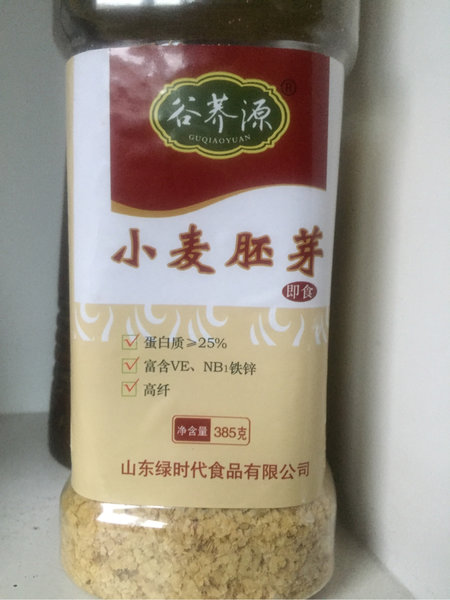 谷荞源
®
GUQIAOYUAN
小麦胚芽
即食
蛋白质≥25%
富含VE、NB1铁锌
高纤
净含量 385克
山东绿时代食品有限公司